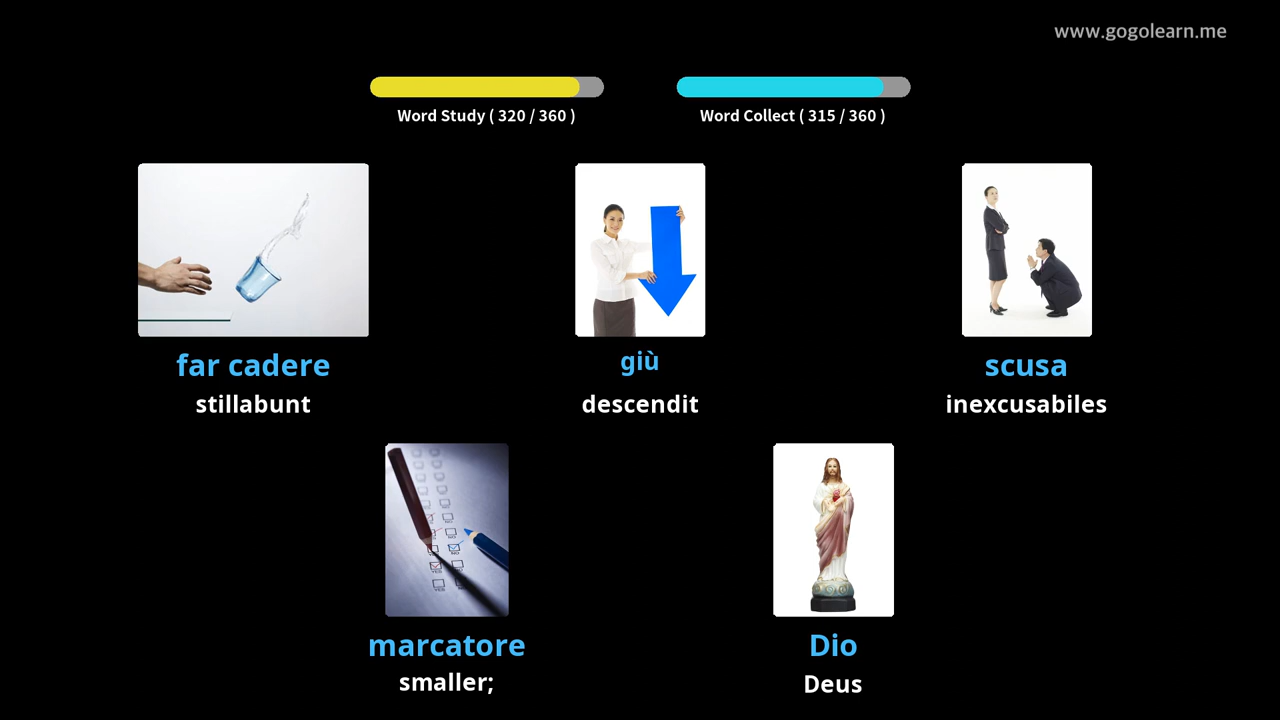 www.gogolearn.me
Word Study ( 320 / 360 )
Word Collect ( 315 / 360 )
far cadere
stillabunt
giù
descendit
scusa
inexcusabiles
marcatore
smaller;
Dio
Deus